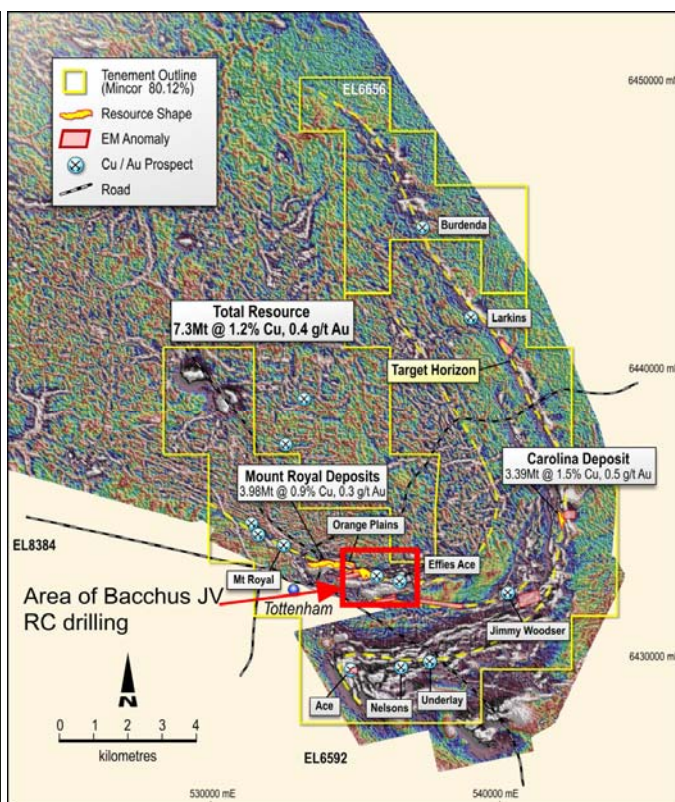 Tenement Outline
(Mincor 80.12%)
Resource Shape
EM Anomaly
Cu / Au Prospect
Road
EL6656
6450000 mN
Burdenda
Total Resource
7.3Mt @ 1.2% Cu, 0.4 g/t Au
Larkins
Target Horizon
6440000 mN
Mount Royal Deposits
3.98Mt @ 0.9% Cu, 0.3 g/t Au
Carolina Deposit
3.39Mt @ 1.5% Cu, 0.5 g/t Au
Orange Plains
EL8384
Mt Royal
Effies Ace
Area of Bacchus JV
RC drilling
Tottenham
Jimmy Woodser
6430000 mN
Ace
Nelsons
Underlay
N
0 1 2 3 4
kilometres
EL6592
530000 mE
540000 mE